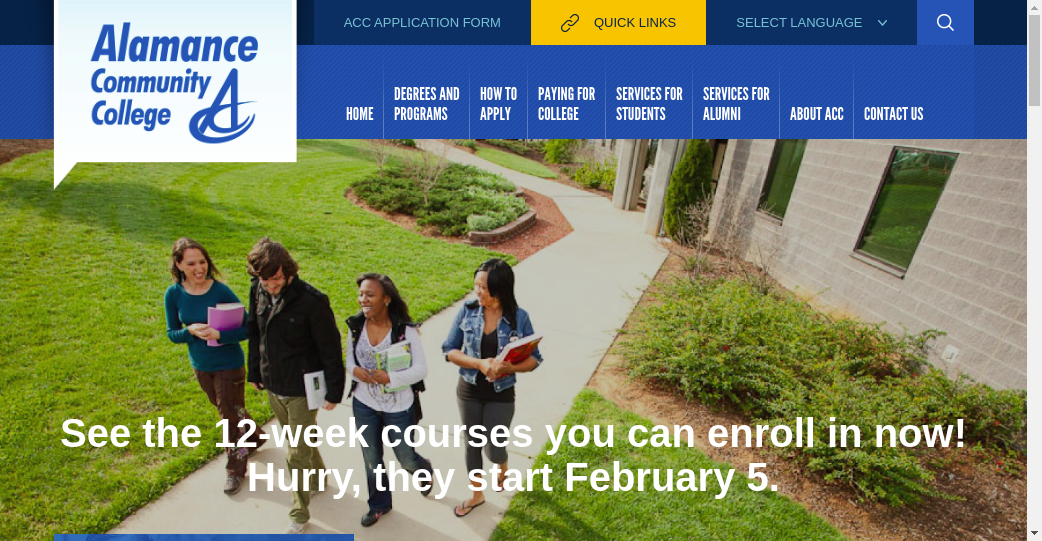 Alamance
Community
College
ACC APPLICATION FORM
QUICK LINKS
SELECT LANGUAGE
HOME
DEGREES AND
PROGRAMS
HOW TO
APPLY
PAYING FOR
COLLEGE
SERVICES FOR
STUDENTS
SERVICES FOR
ALUMNI
ABOUT ACC
CONTACT US
See the 12-week courses you can enroll in now!
Hurry, they start February 5.